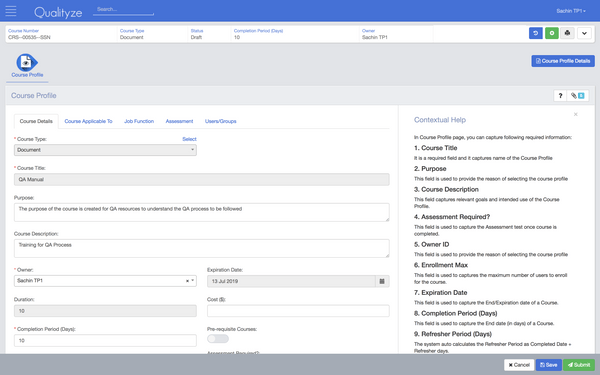 Qualityze
Search...
Sachin TP1
Course Number
CRS--00535--SSN
Course Type
Document
Status
Draft
Completion Period (Days)
10
Owner
Sachin TP1
Course Profile
Course Profile Details
Course Profile
?
Course Details
Course Applicable To
Job Function
Assessment
Users/Groups
* Course Type:
Select
Document
* Course Title:
QA Manual
Purpose:
The purpose of the course is created for QA resources to understand the QA process to be followed
Course Description:
Training for QA Process
* Owner:
Sachin TP1
Expiration Date:
13 Jul 2019
Duration:
10
Cost ($):
* Completion Period (Days):
10
Pre-requisite Courses:
Assessment Required?
Contextual Help
In Course Profile page, you can capture following required information:
1. Course Title
It is a required field and it captures name of the Course Profile
2. Purpose
This field is used to provide the reason of selecting the course profile
3. Course Description
This field captures relevant goals and intended use of the Course
Profile.
4. Assessment Required?
This field is used to capture the Assessment test once course is
completed.
5. Owner ID
This field is used to provide the reason of selecting the course profile
6. Enrollment Max
This field is used to captures the maximum number of users to enroll
for the course.
7. Expiration Date
This field is used to capture the End/Expiration date of a Course.
8. Completion Period (Days)
This field is used to capture the end date (in days) of a Course.
9. Refresher Period (Days)
The system auto calculates the Refresher Period as Completed Date +
Refresher days.
Cancel
Save
Submit